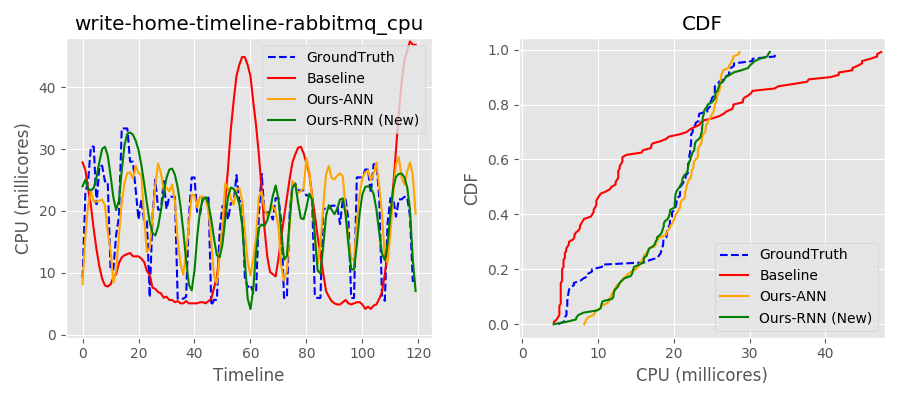 write-home-timeline-rabbitmq_cpu
CPU (millicores)
40
30
20
10
0
0
20
40
60
80
100
120
Timeline
GroundTruth
Baseline
Ours-ANN
Ours-RNN (New)
CDF
CDF
1.0
0.8
0.6
0.4
0.2
0.0
0
10
20
30
40
CPU (millicores)
GroundTruth
Baseline
Ours-ANN
Ours-RNN (New)